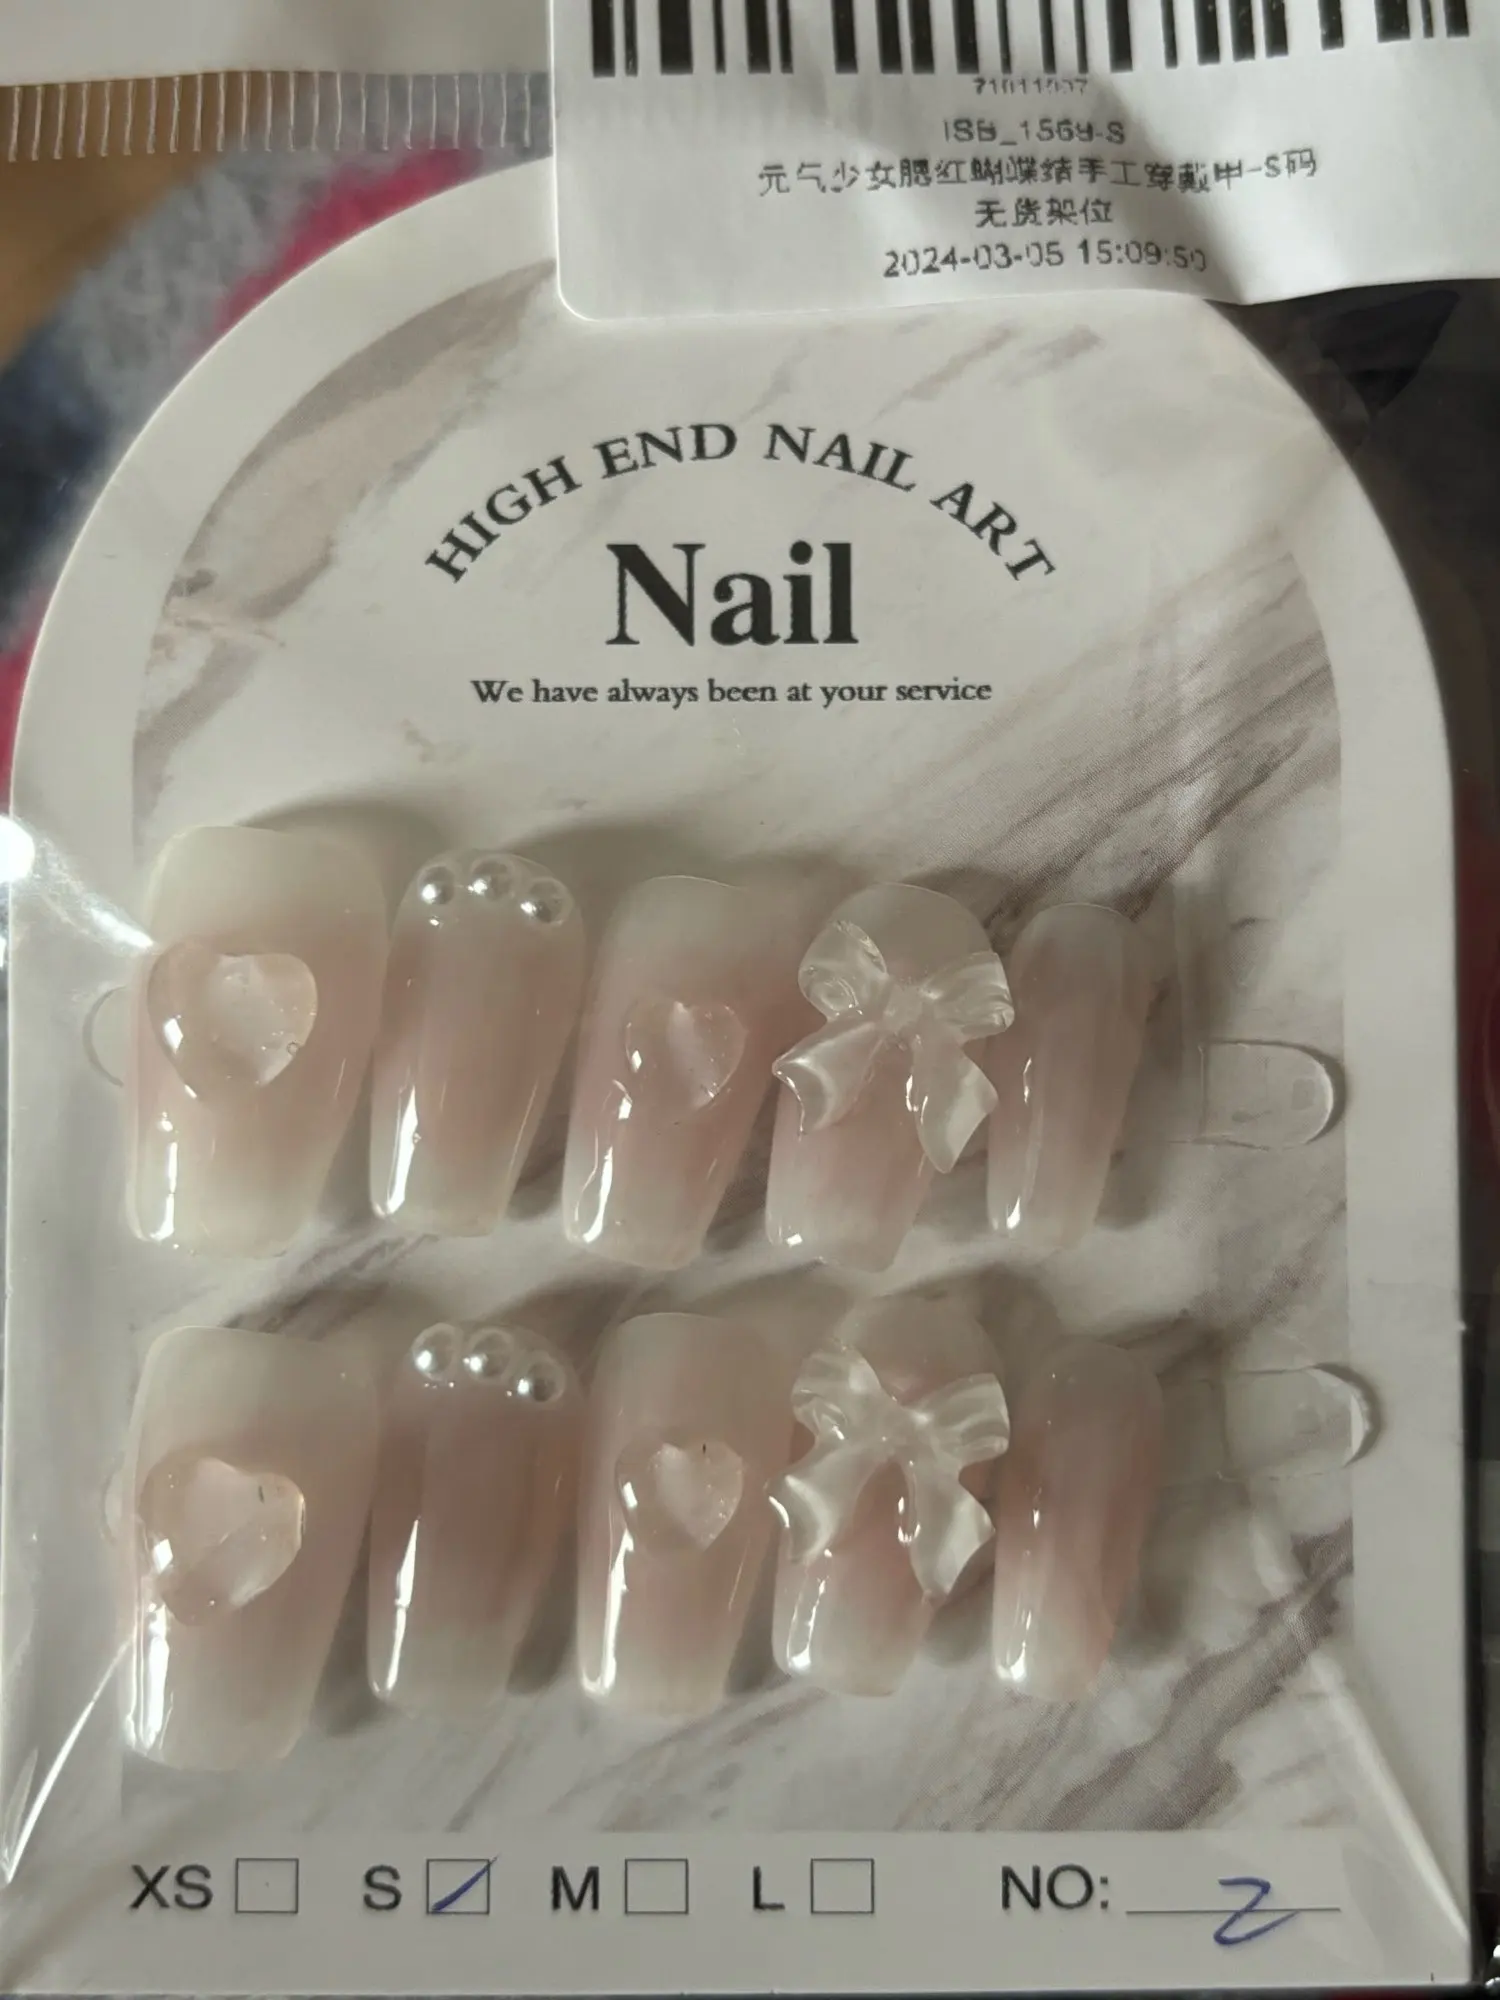 ISB_1569-S
元气少女腮红蝴蝶结手工穿戴甲-S码
无货架位
2024-03-05 15:09:50
HIGH END NAIL ART
Nail
We have always been at your service
XS S M L NO: 2